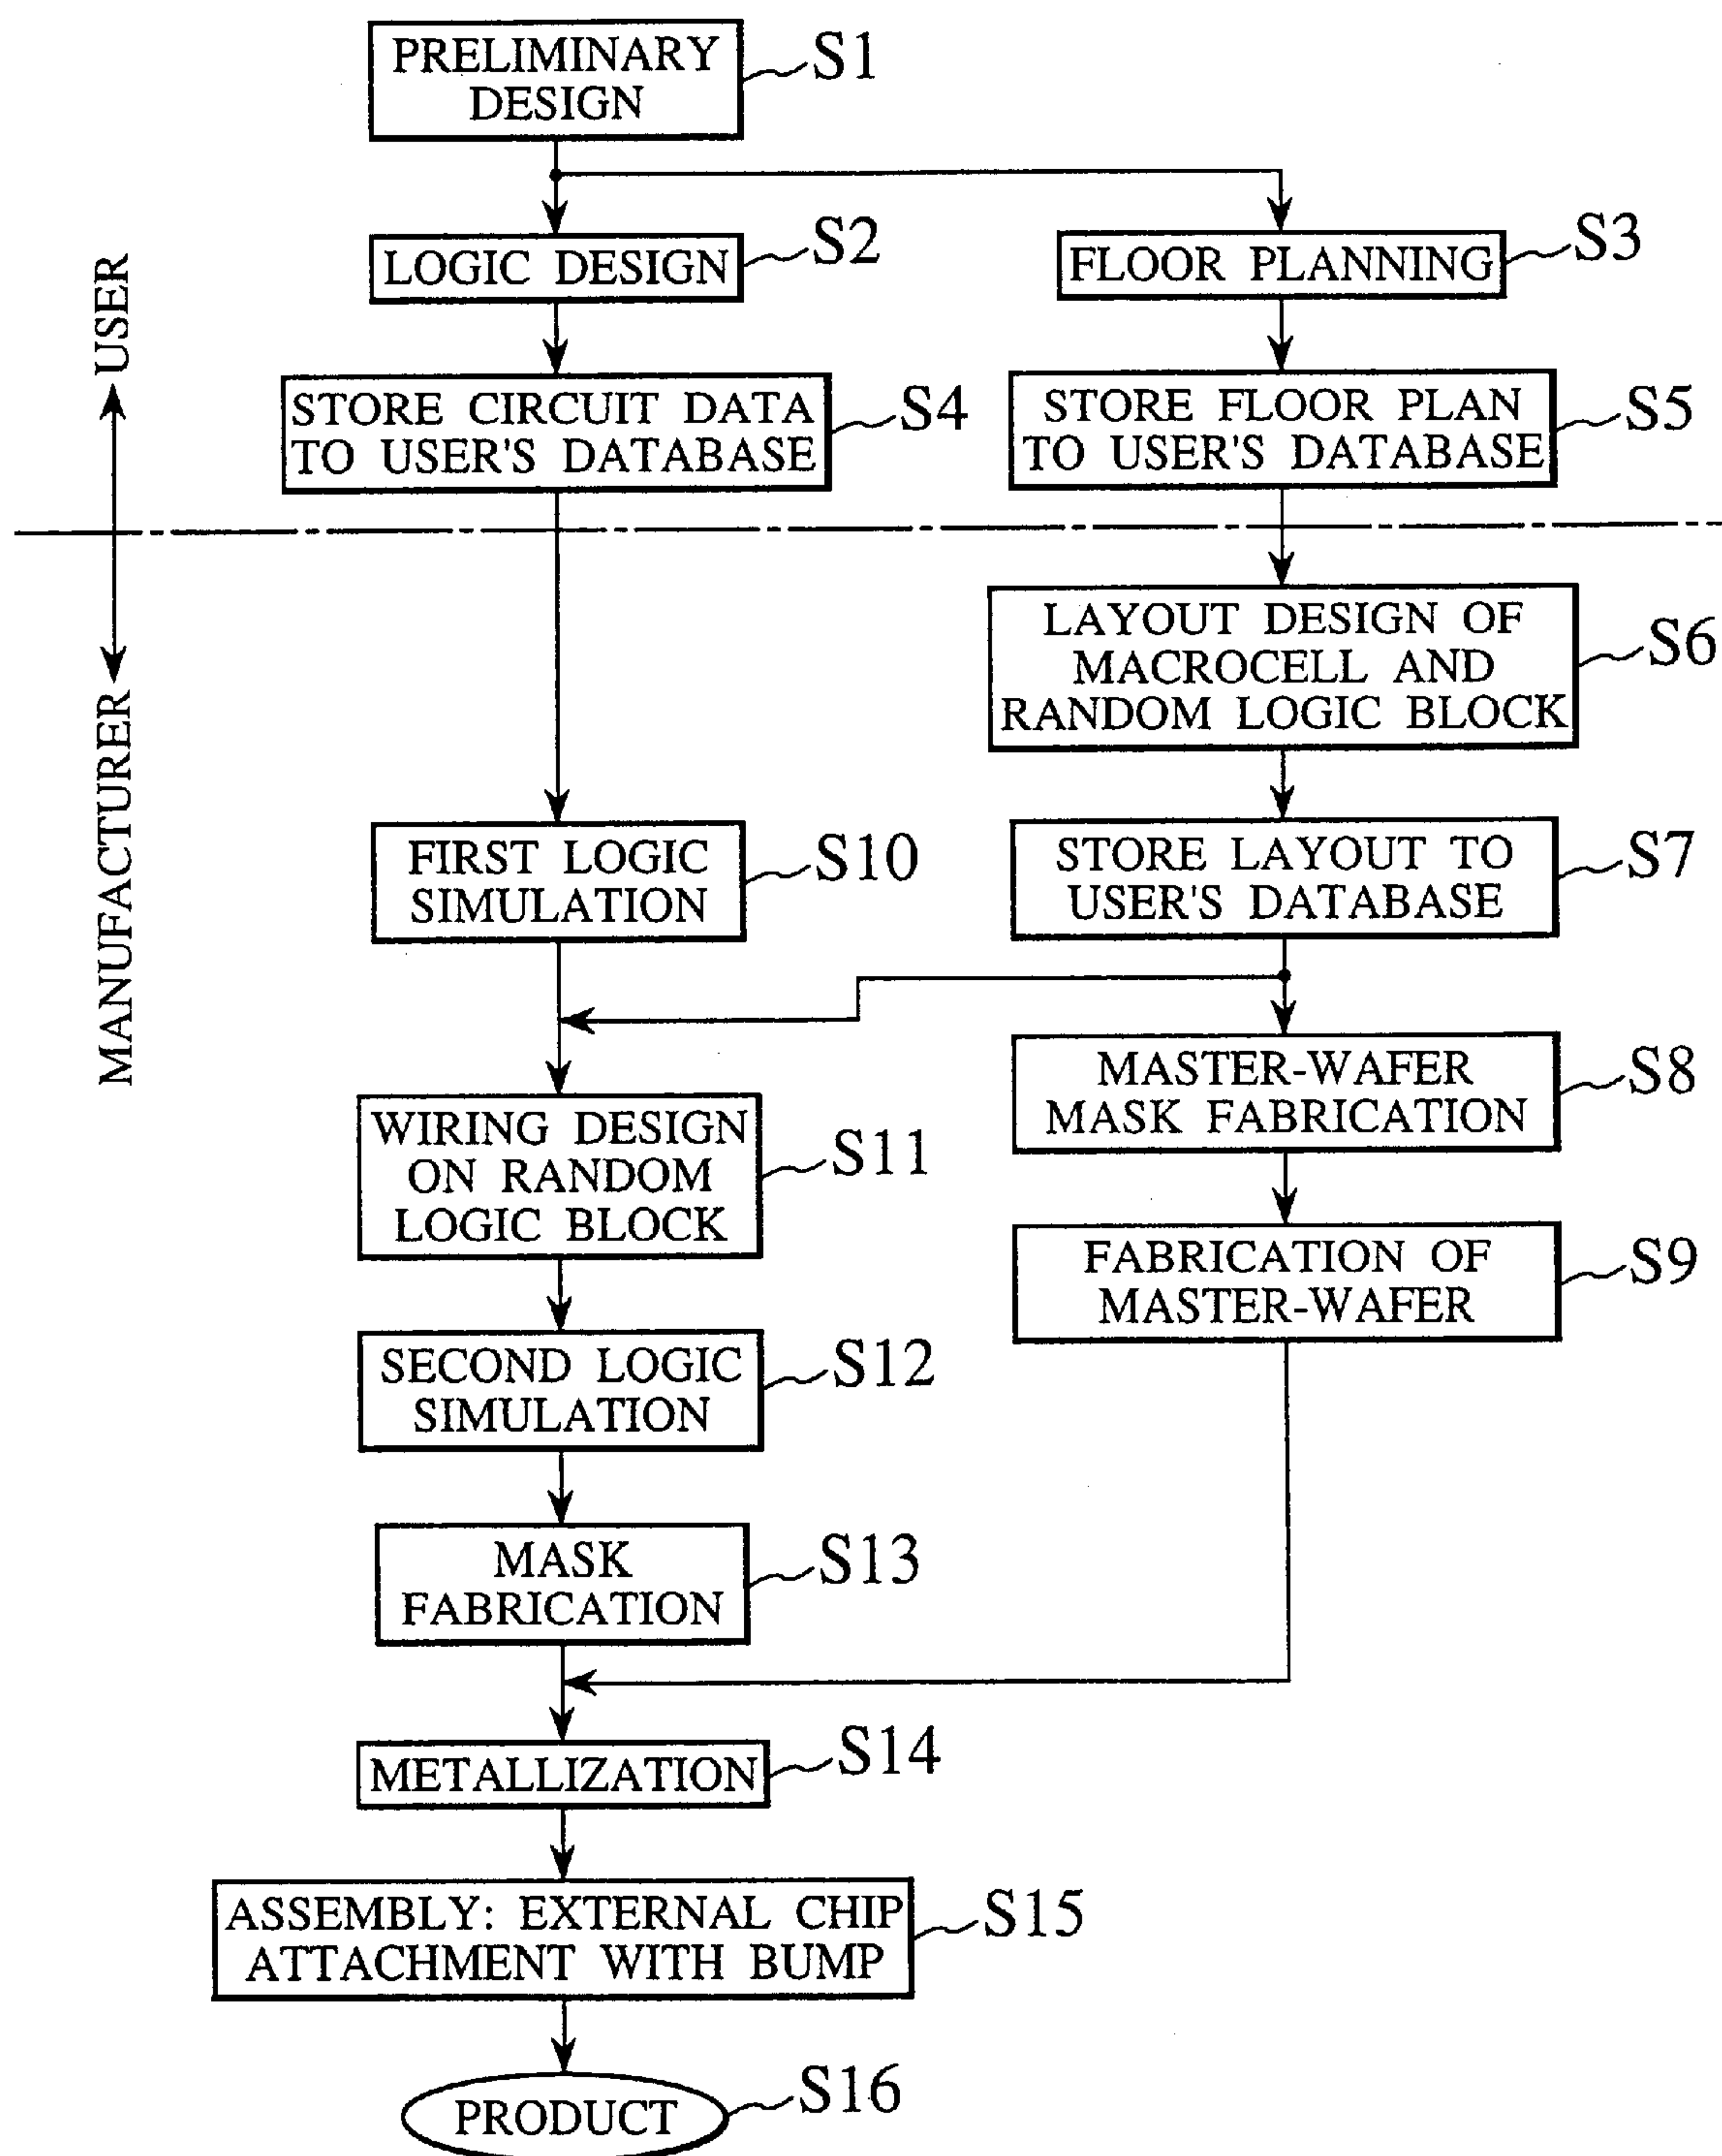 PRELIMINARY
DESIGN
S1
LOGIC DESIGN
S2
FLOOR PLANNING
S3
USER
STORE CIRCUIT DATA
TO USER'S DATABASE
S4
STORE FLOOR PLAN
TO USER'S DATABASE
S5
MANUFACTURER
LAYOUT DESIGN OF
MACROCELL AND
RANDOM LOGIC BLOCK
S6
FIRST LOGIC
SIMULATION
S10
STORE LAYOUT TO
USER'S DATABASE
S7
MASTER-WAFER
MASK FABRICATION
S8
WIRING DESIGN
ON RANDOM
LOGIC BLOCK
S11
FABRICATION OF
MASTER-WAFER
S9
SECOND LOGIC
SIMULATION
S12
MASK
FABRICATION
S13
METALLIZATION
S14
ASSEMBLY: EXTERNAL CHIP
ATTACHMENT WITH BUMP
S15
PRODUCT
S16